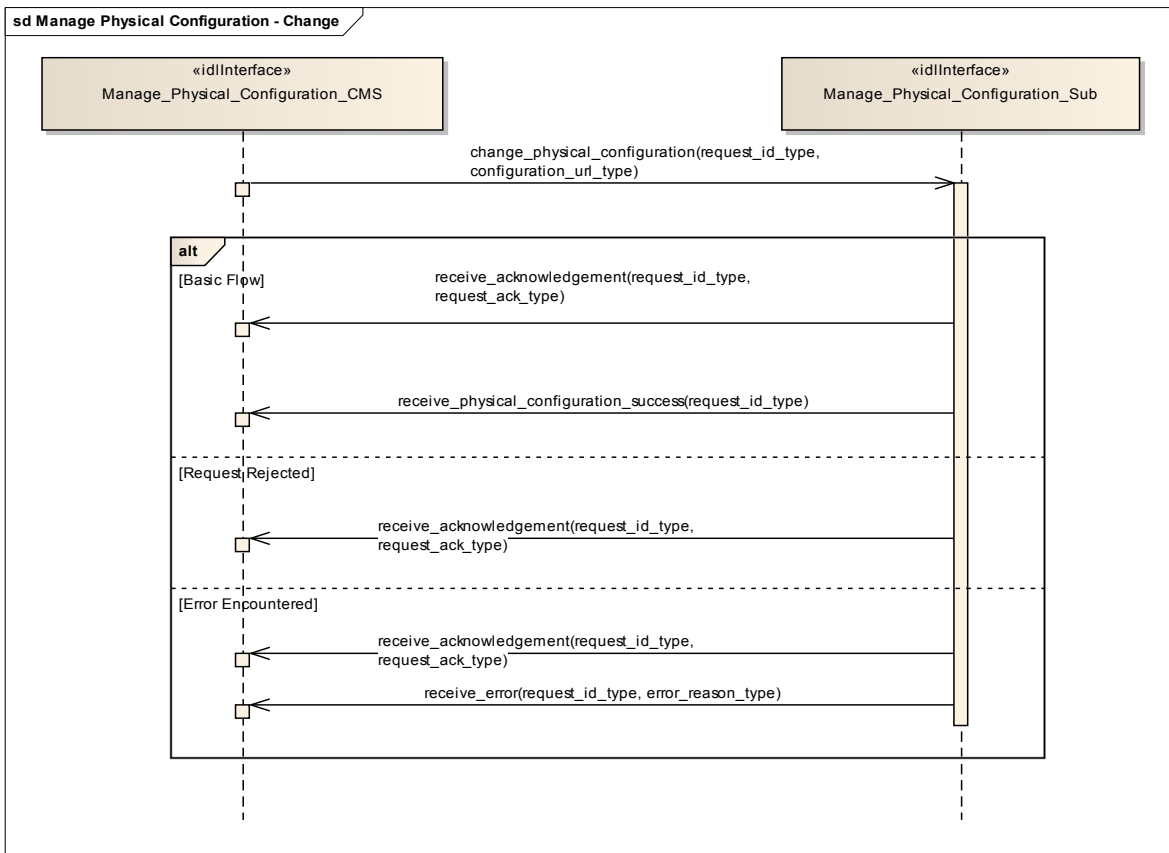 sd Manage Physical Configuration - Change
«idlInterface»
Manage_Physical_Configuration_CMS
«idlInterface»
Manage_Physical_Configuration_Sub
change_physical_configuration(request_id_type,
configuration_url_type)
alt
[Basic Flow]
receive_acknowledgement(request_id_type,
request_ack_type)
receive_physical_configuration_success(request_id_type)
[Request Rejected]
receive_acknowledgement(request_id_type,
request_ack_type)
[Error Encountered]
receive_acknowledgement(request_id_type,
request_ack_type)
receive_error(request_id_type, error_reason_type)